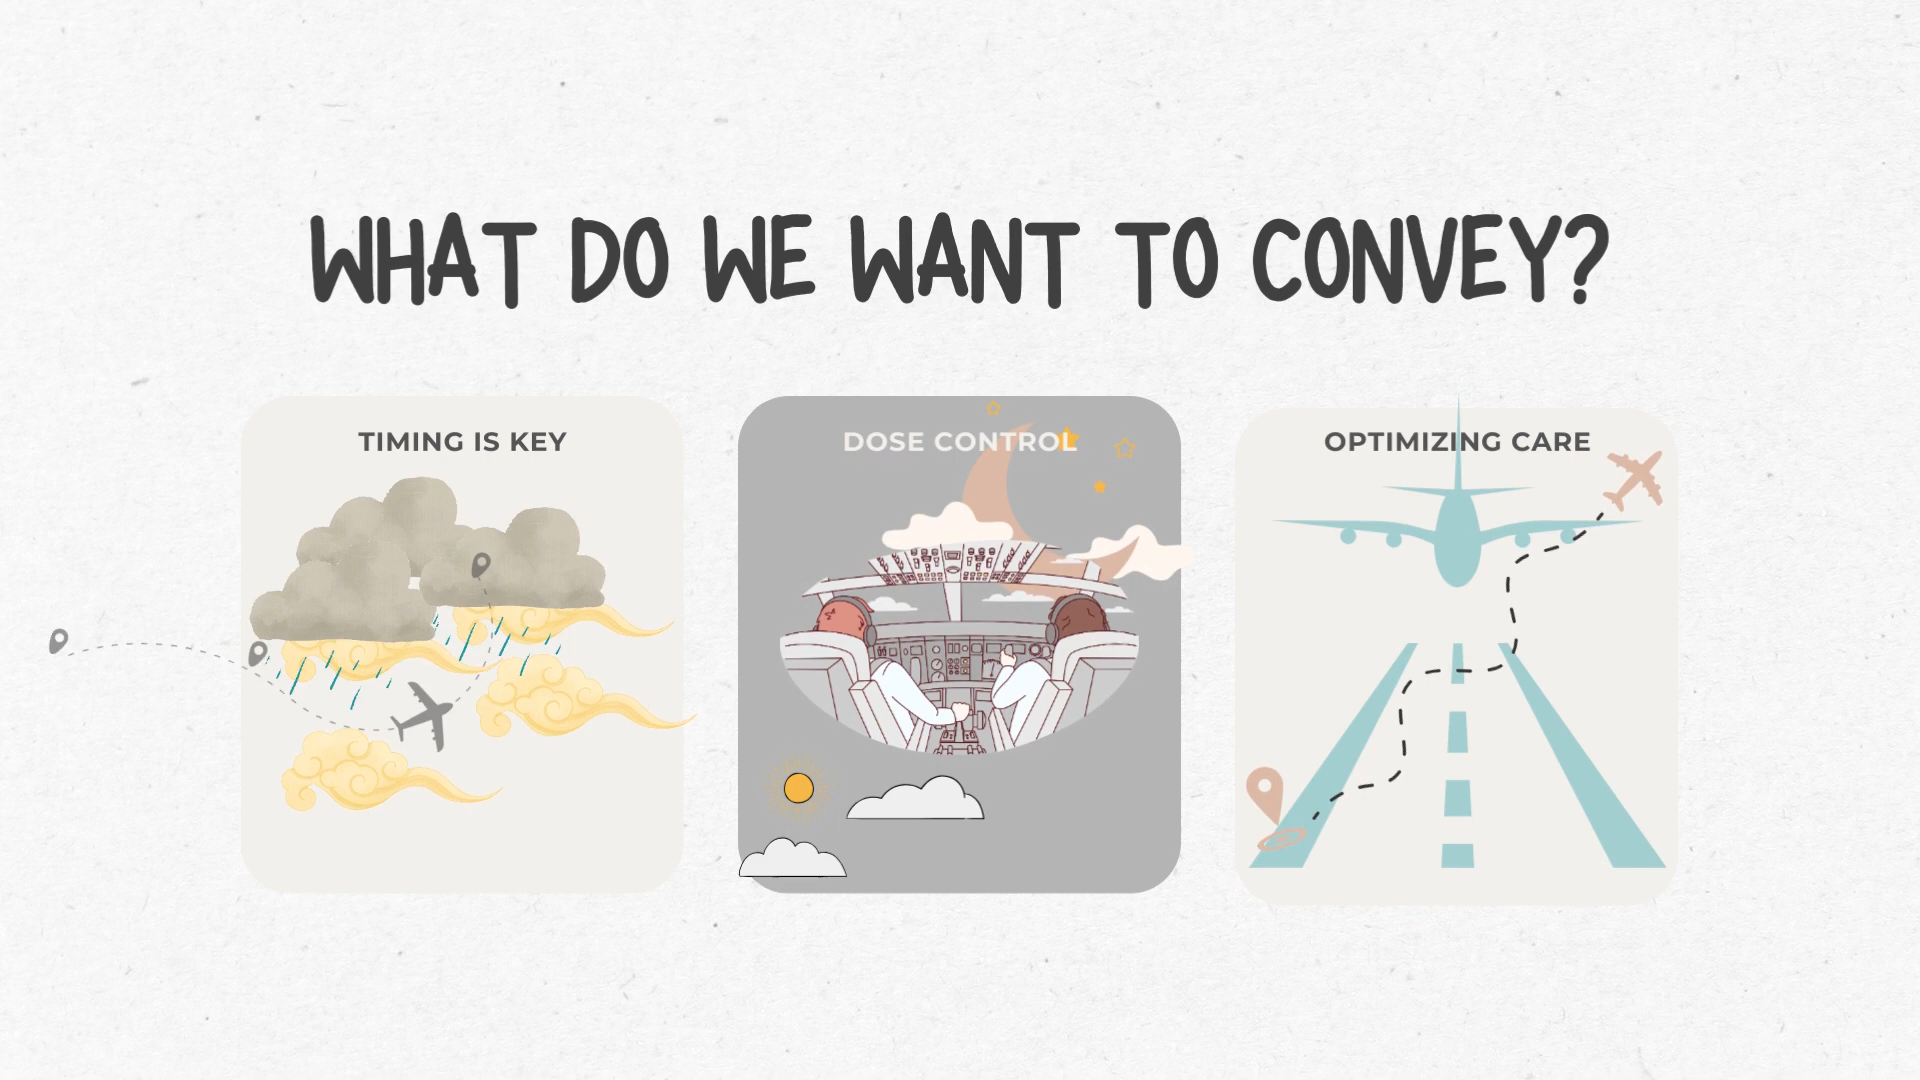 WHAT DO WE WANT TO CONVEY?
TIMING IS KEY
DOSE CONTROL
OPTIMIZING CARE